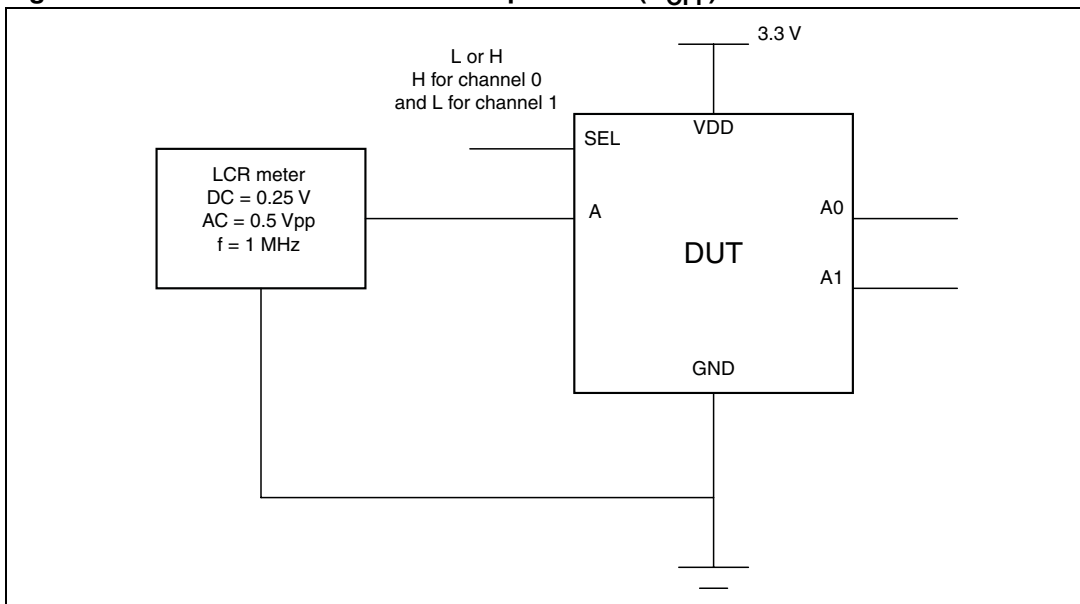 3.3 V
L or H
H for channel 0
and L for channel 1
VDD
SEL
LCR meter
DC = 0.25 V
AC = 0.5 Vpp
f = 1 MHz
A
A0
DUT
A1
GND